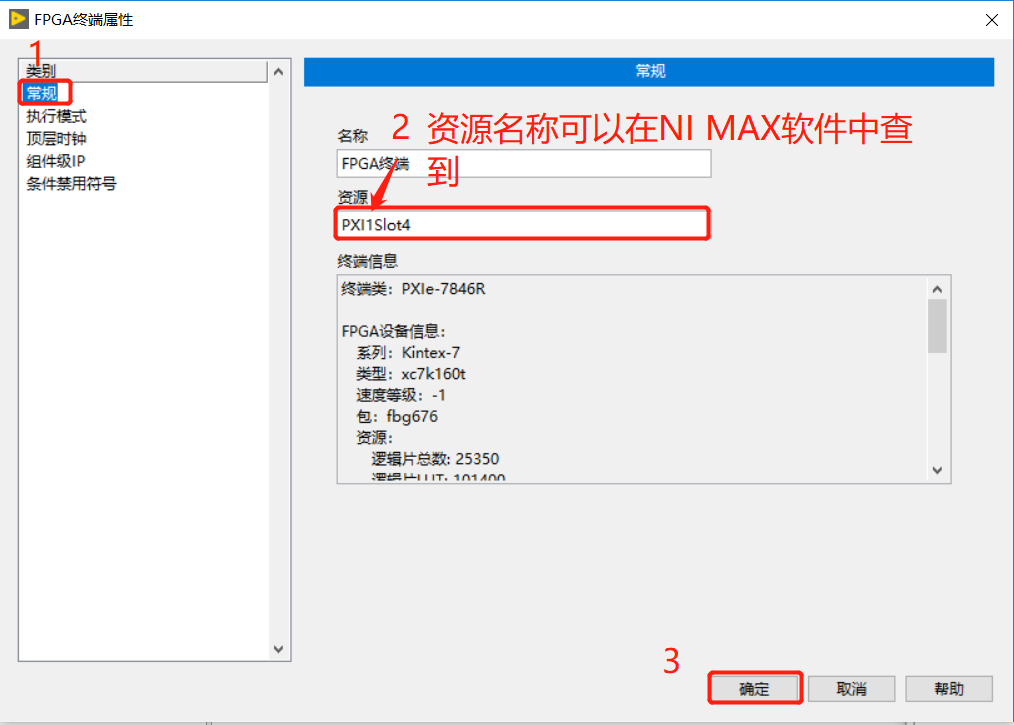 FPGA终端属性
1
类别
常规
执行模式
顶层时钟
组件级IP
条件禁用符号
常规
名称
2 资源名称可以在NI MAX软件中查
到
FPGA终端
资源
PXI1Slot4
终端信息
终端类：PXIe-7846R
FPGA设备信息：
系列：Kintex-7
类型：xc7k160t
速度等级：-1
包：fbg676
资源：
逻辑片总数: 25350
逻辑片LUT: 101400
3
确定
取消
帮助